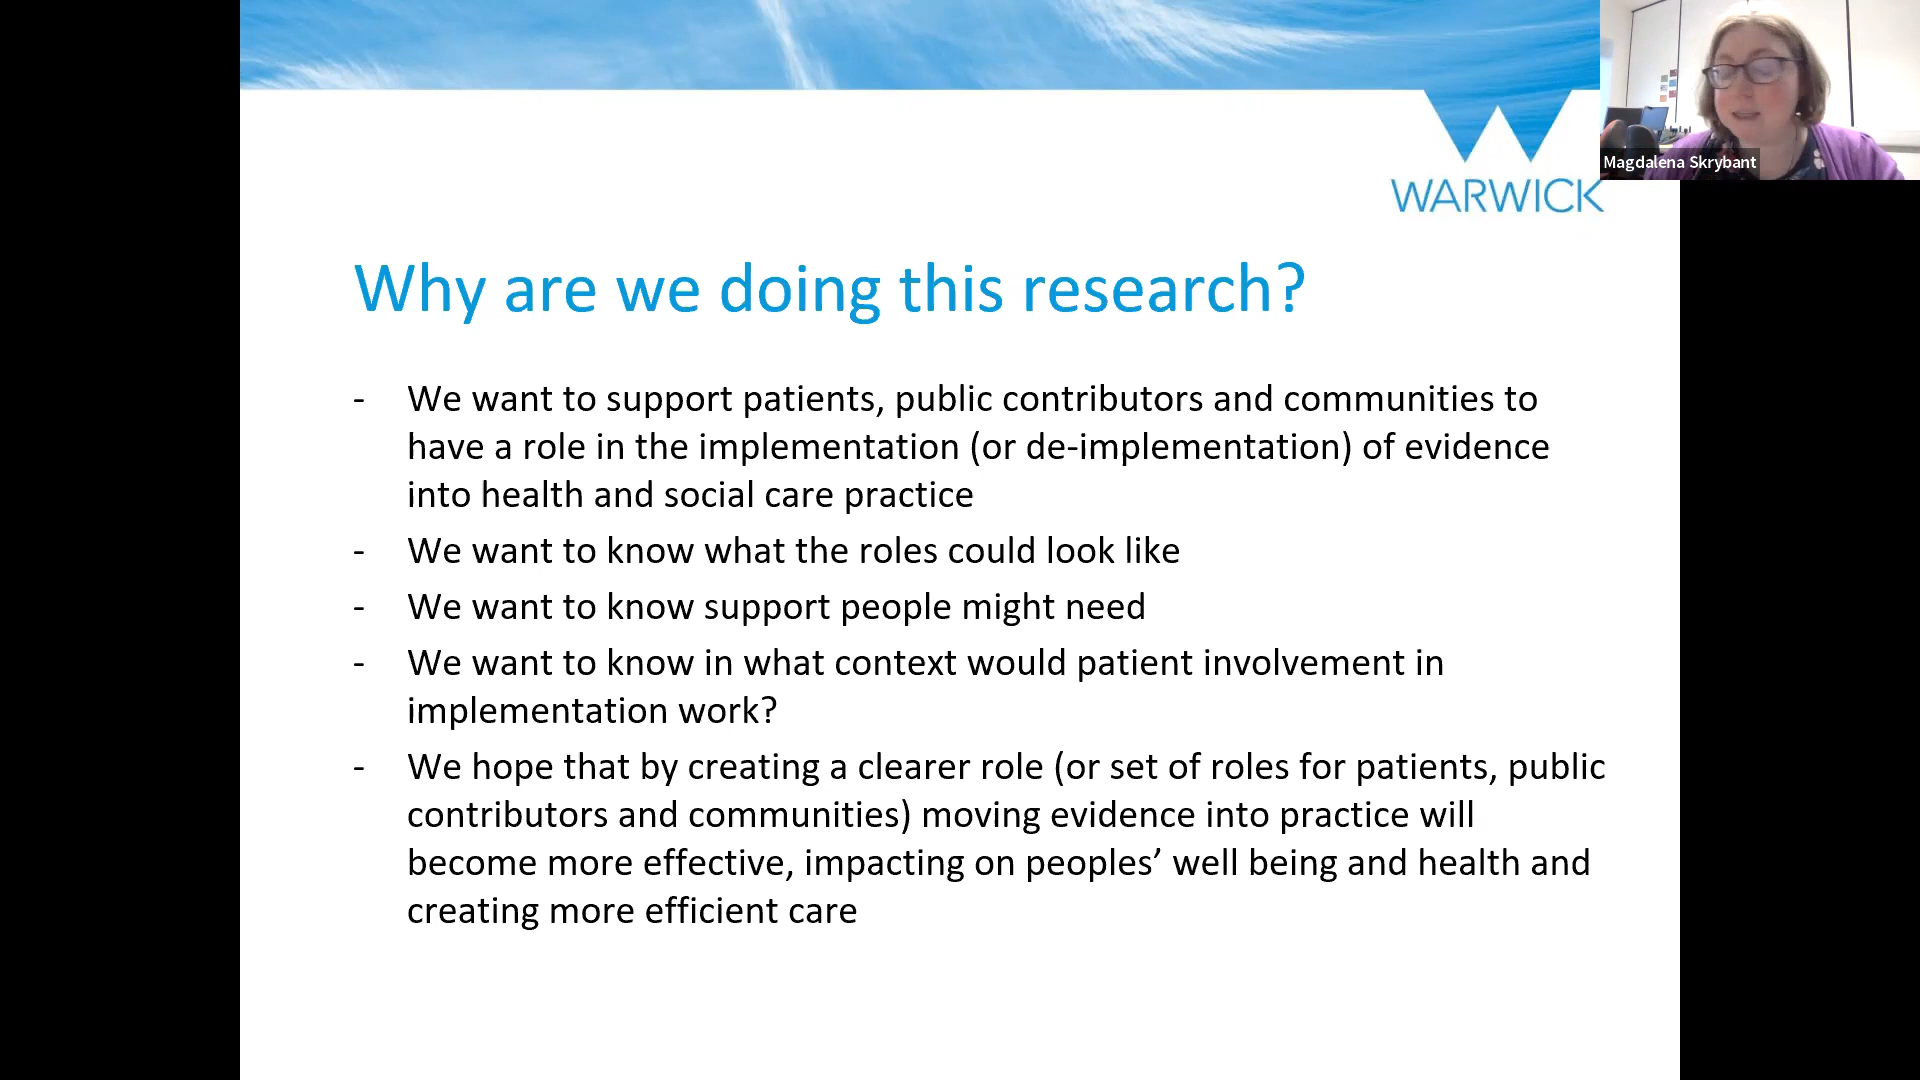 Magdalena Skrybant
WARWICK
Why are we doing this research?
- We want to support patients, public contributors and communities to
have a role in the implementation (or de-implementation) of evidence
into health and social care practice
- We want to know what the roles could look like
- We want to know support people might need
- We want to know in what context would patient involvement in
implementation work?
- We hope that by creating a clearer role (or set of roles for patients, public
contributors and communities) moving evidence into practice will
become more effective, impacting on peoples’ well being and health and
creating more efficient care